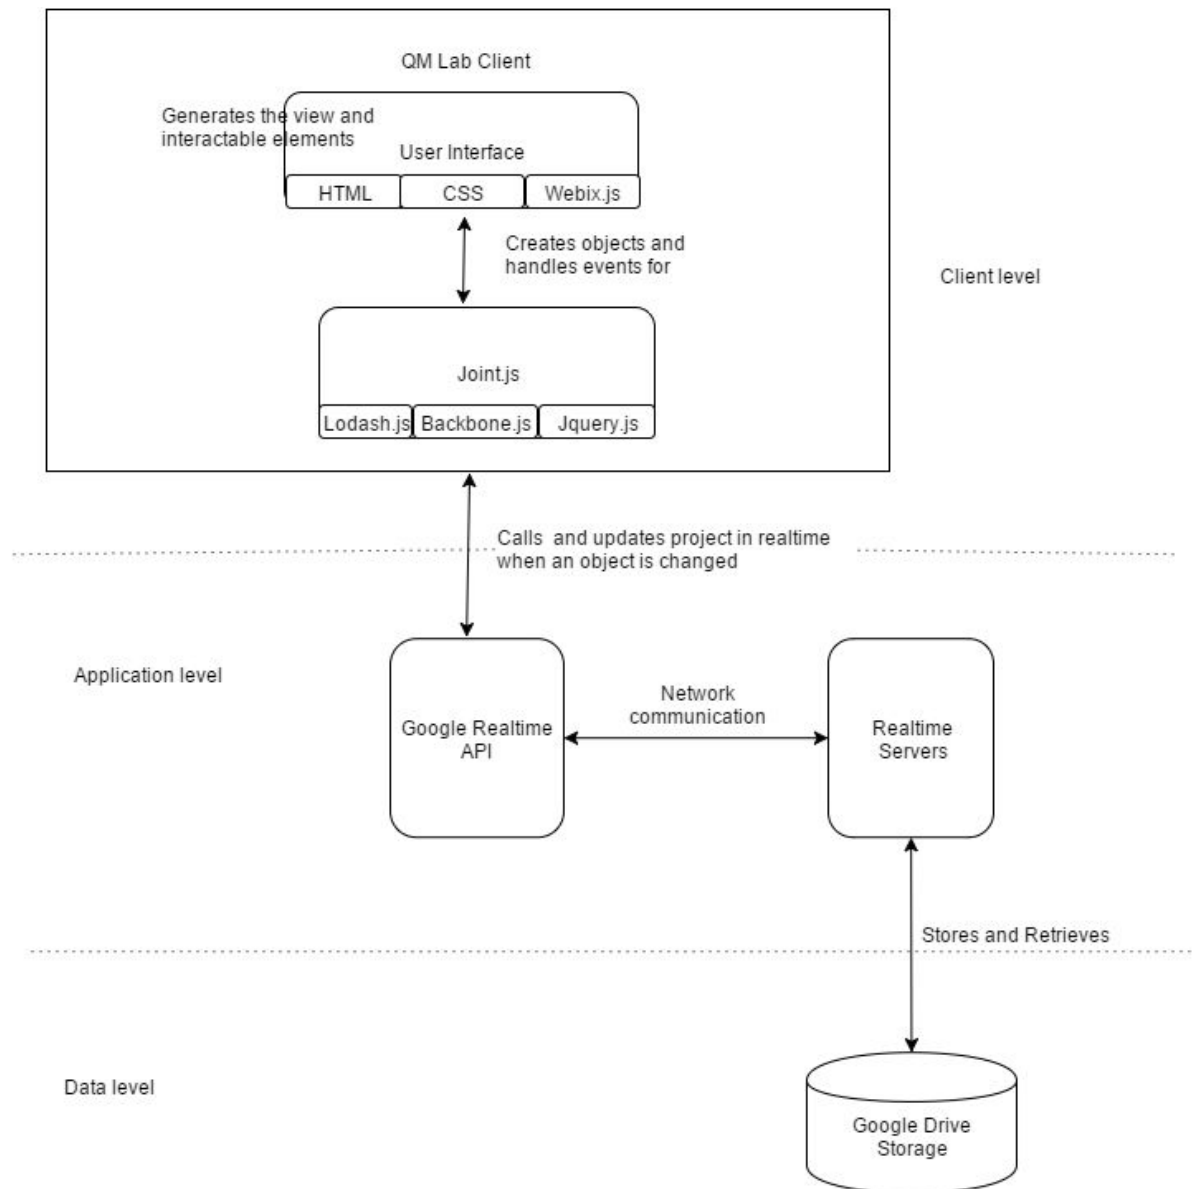 QM Lab Client
Generates the view and
interactable elements
User Interface
HTML
CSS
Webix.js
Creates objects and
handles events for
Client level
Joint.js
Lodash.js
Backbone.js
Jquery.js
Calls and updates project in realtime
when an object is changed
Application level
Google Realtime
API
Network
communication
Realtime
Servers
Stores and Retrieves
Data level
Google Drive
Storage